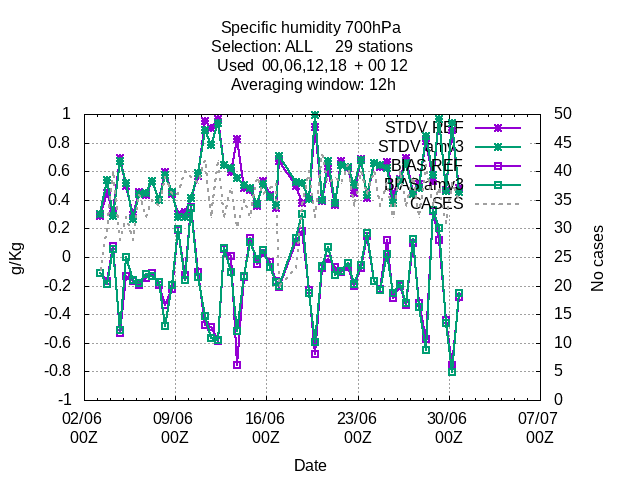 Specific humidity 700hPa
Selection: ALL 29 stations
Used 00,06,12,18 + 00 12
Averaging window: 12h
1
0.8
0.6
0.4
0.2
0
-0.2
-0.4
-0.6
-0.8
-1
50
45
40
35
30
25
20
15
10
5
0
g/Kg
No cases
STDV REF
STDV amv3
BIAS REF
BIAS amv3
CASES
02/06 09/06 16/06 23/06 30/06 07/07
00Z 00Z 00Z 00Z 00Z 00Z
Date